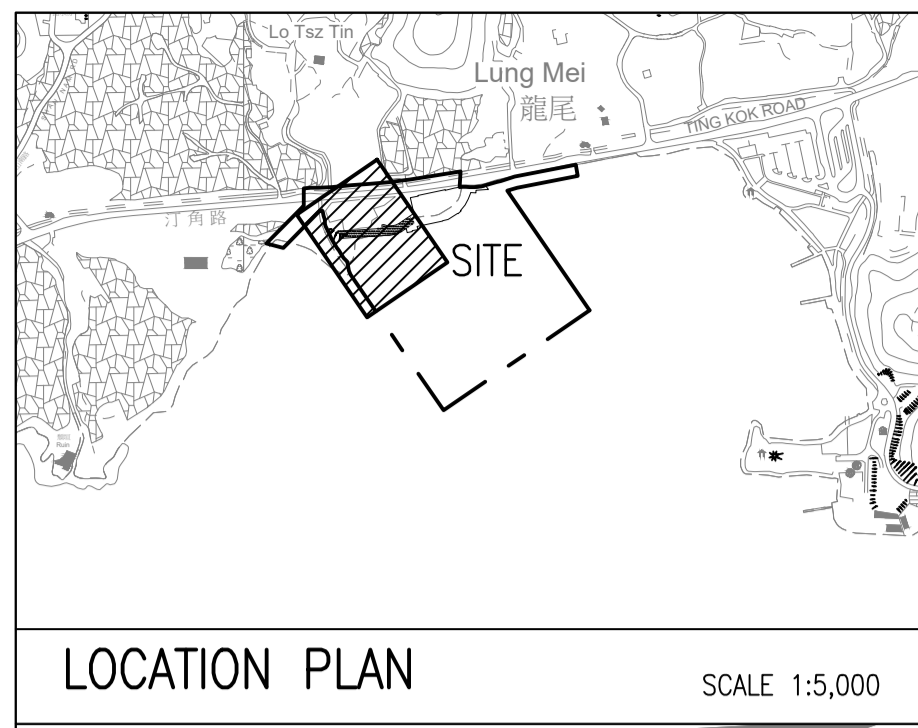 Lo Tsz Tin
Lung Mei
龍尾
TING KOK ROAD
汀角路
SITE
Ruin
LOCATION PLAN
SCALE 1:5,000